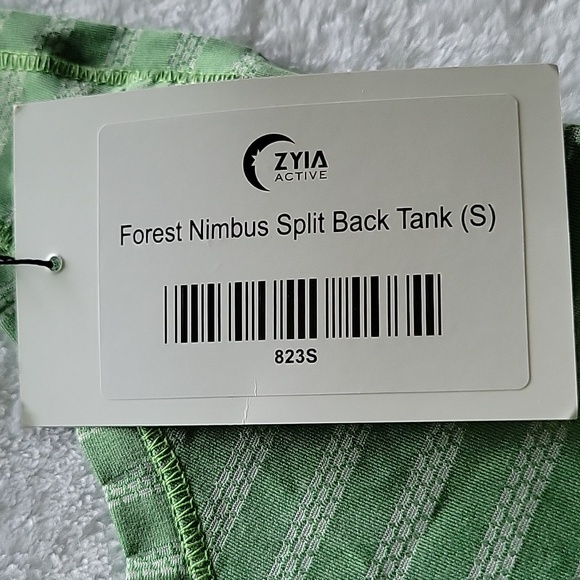 ZYIA
ACTIVE
Forest Nimbus Split Back Tank (S)
823S